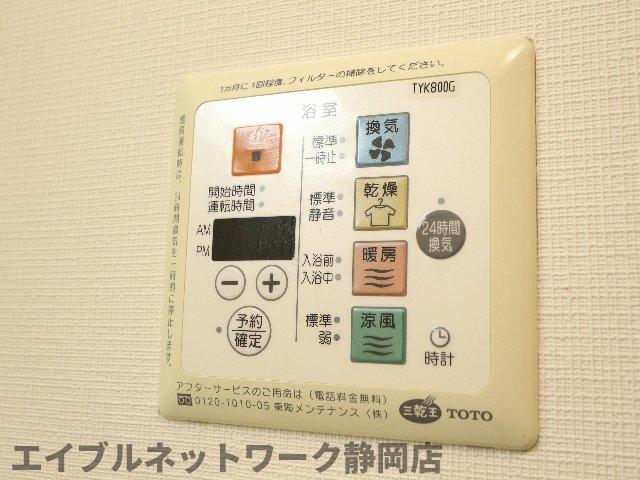 1ヵ月に1回程度、フィルターの掃除をしてください。
TYK800G
浴室
標準
一時止
換気
開始時間
運転時間
標準
静音
乾燥
AM
PM
24時間
換気
入浴前
入浴中
暖房
予約
確定
標準
弱
涼風
時計
アフターサービスのご用命は(電話料金無料)
0120-1010-05 東陶メンテナンス(株)
三乾王 TOTO
エイブルネットワーク静岡店